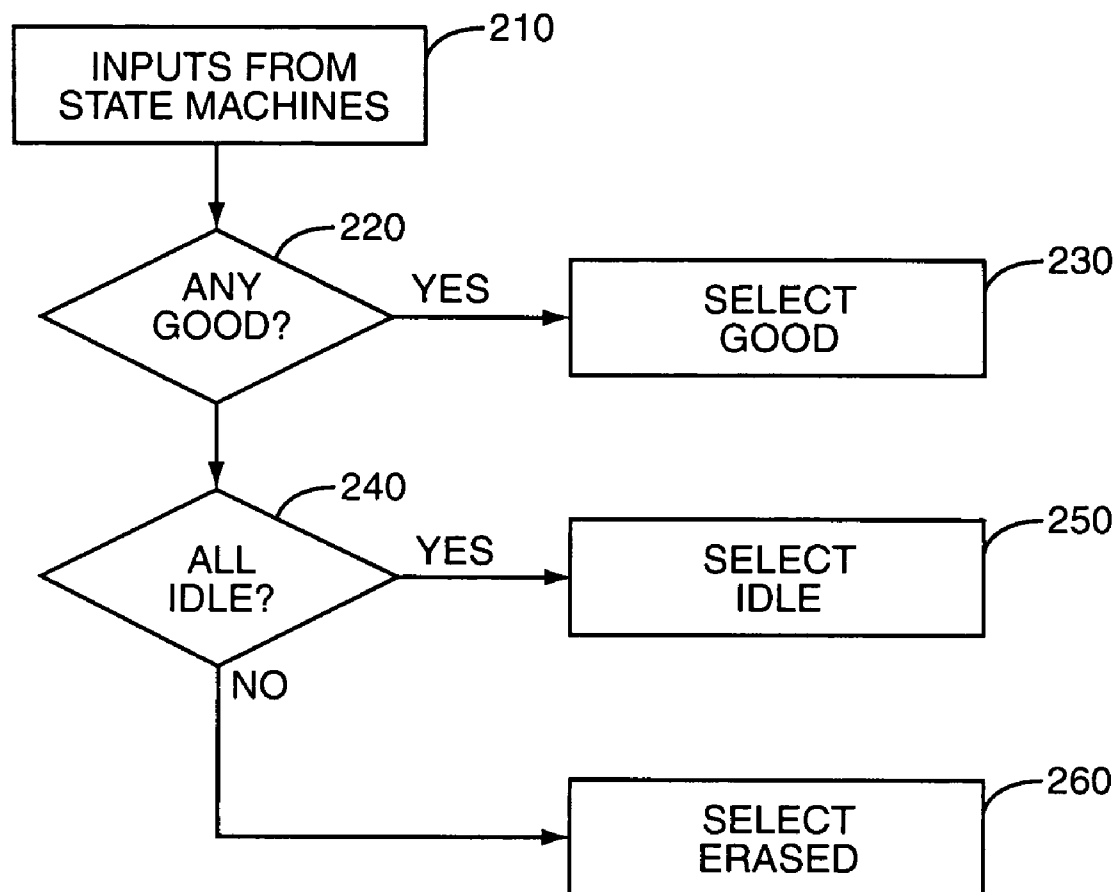 210
INPUTS FROM
STATE MACHINES
220
ANY
GOOD?
YES
230
SELECT
GOOD
240
ALL
IDLE?
YES
250
SELECT
IDLE
NO
260
SELECT
ERASED